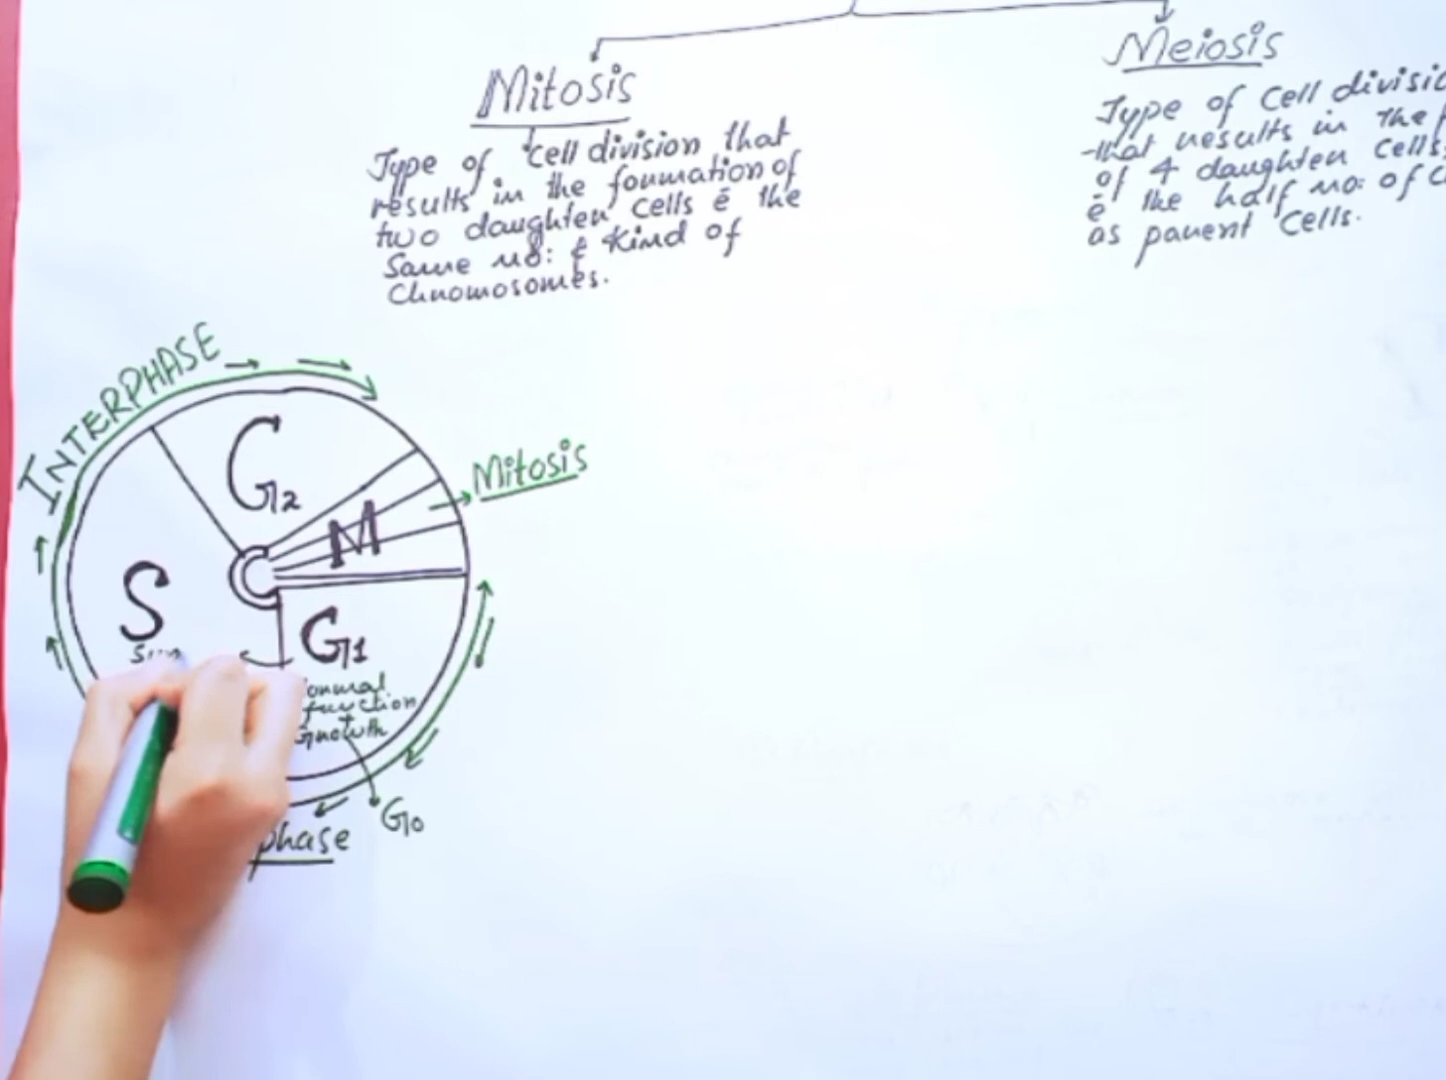 Mitosis
Type of cell division that
results in the formation of
two daughter cells ē the
Same no: & Kind of
Chromosomes.
Meiosis
Type of Cell divisio
that results in the
of 4 daughter Cells
ē the half no: of C
as parent Cells.
INTERPHASE
G2
Mitosis
M
S
Syn
G1
function
Growth
G0
phase